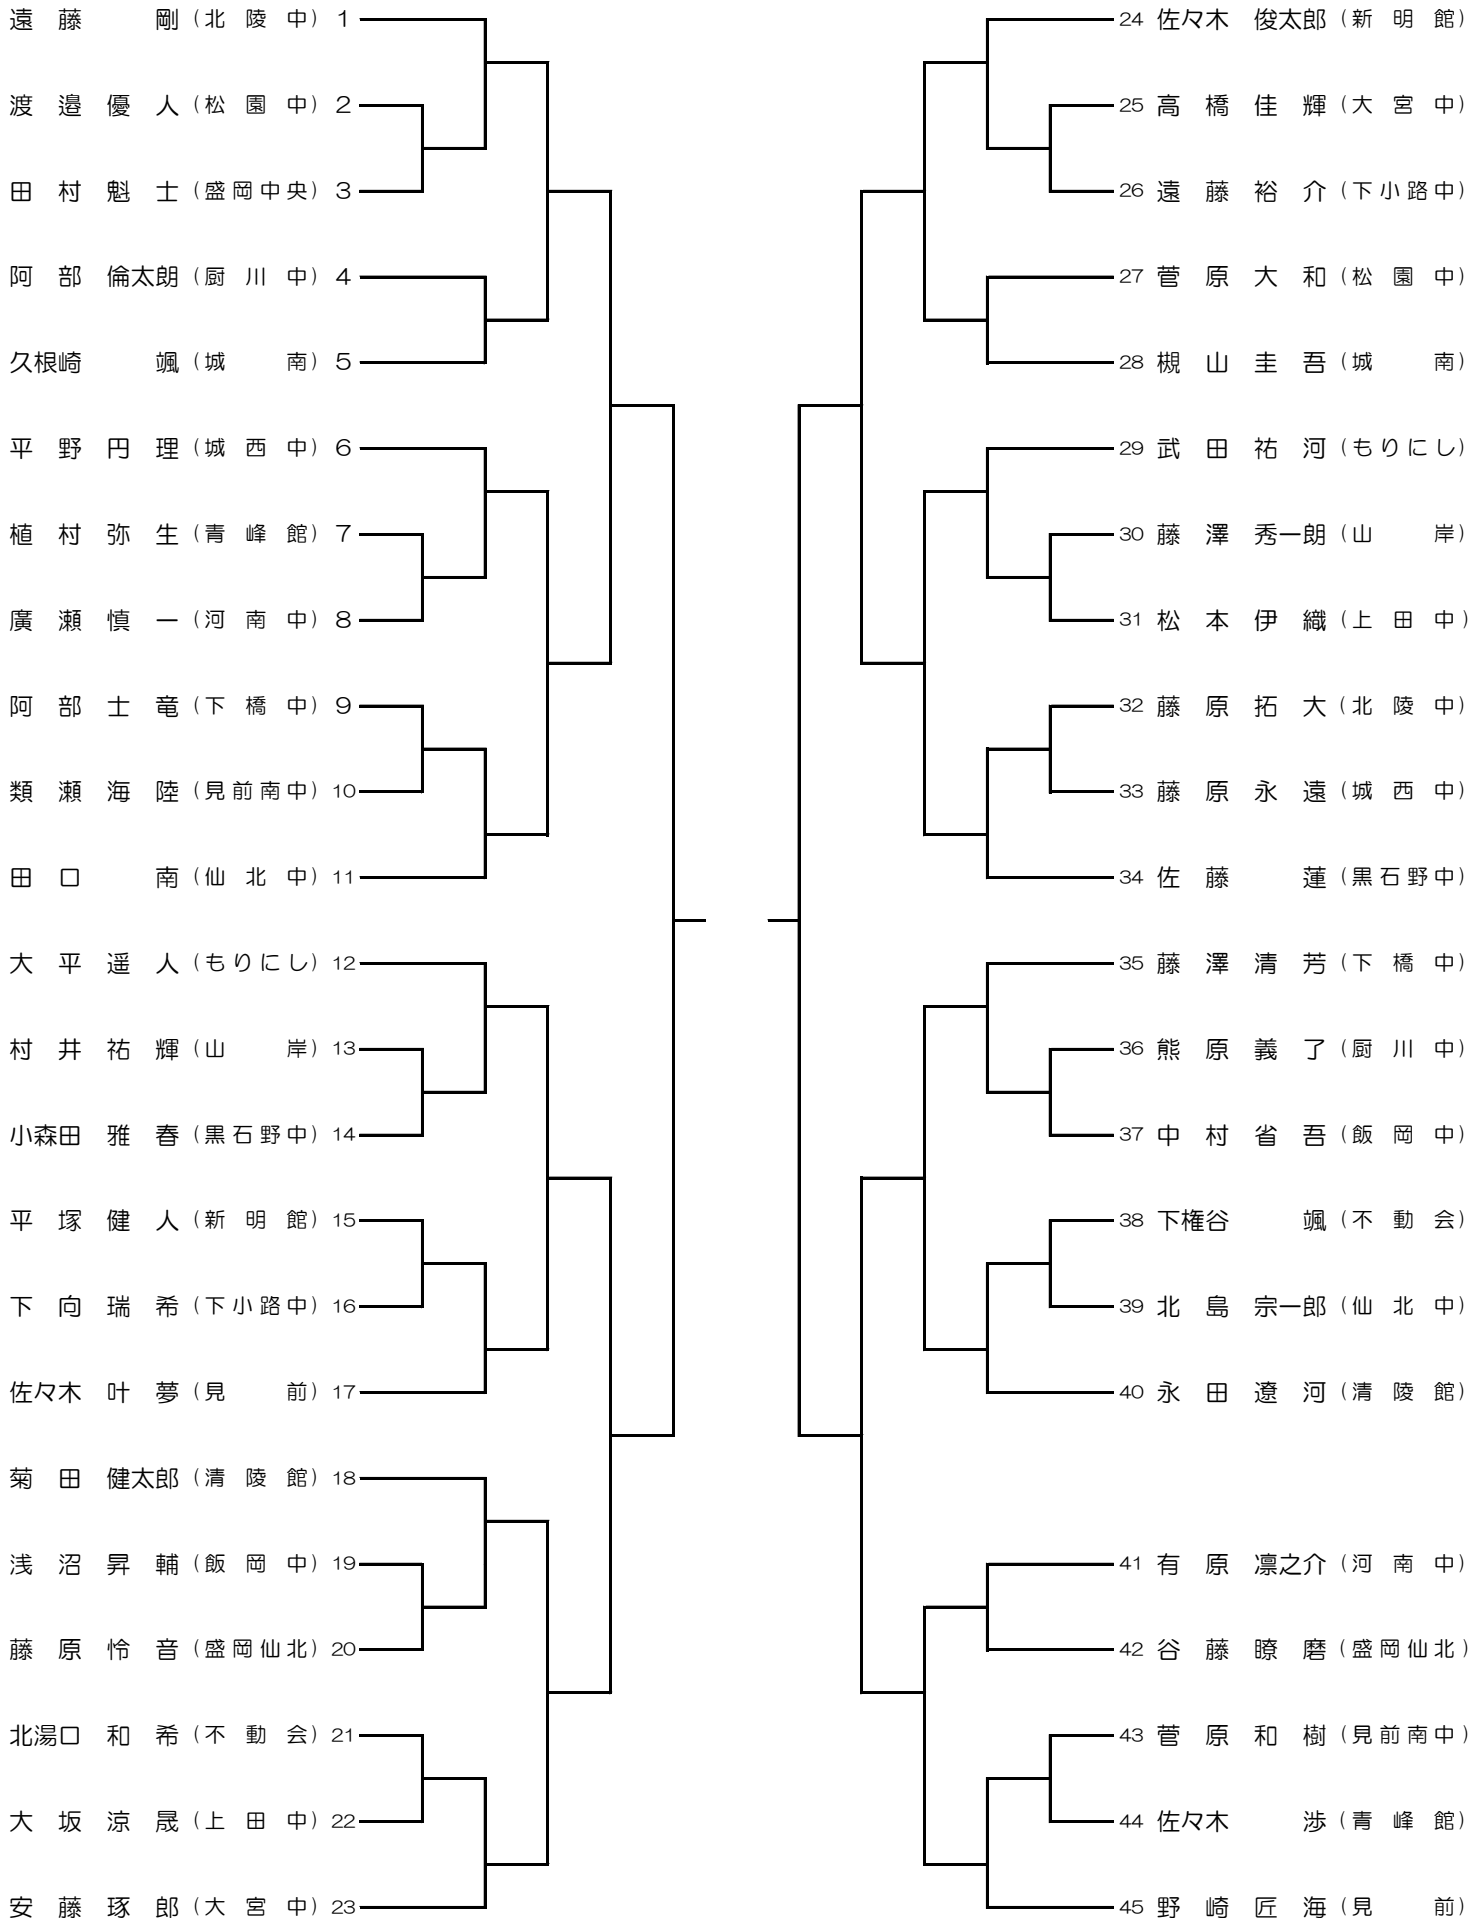 遠藤 剛（北陵中）1
渡邉優人（松園中）2
田村魁士（盛岡中央）3
阿部倫太朗（厨川中）4
久根崎 颯（城南）5
平野円理（城西中）6
植村弥生（青峰館）7
廣瀬慎一（河南中）8
阿部士竜（下橋中）9
類瀬海陸（見前南中）10
田口 南（仙北中）11
大平遥人（もりにし）12
村井祐輝（山岸）13
小森田雅春（黒石野中）14
平塚健人（新明館）15
下向瑞希（下小路中）16
佐々木叶夢（見前）17
菊田健太郎（清陵館）18
浅沼昇輔（飯岡中）19
藤原怜音（盛岡仙北）20
北湯口和希（不動会）21
大坂涼晟（上田中）22
安藤琢郎（大宮中）23
24 佐々木俊太郎（新明館）
25 高橋佳輝（大宮中）
26 遠藤裕介（下小路中）
27 菅原大和（松園中）
28 槻山圭吾（城南）
29 武田祐河（もりにし）
30 藤澤秀一朗（山岸）
31 松本伊織（上田中）
32 藤原拓大（北陵中）
33 藤原永遠（城西中）
34 佐藤 蓮（黒石野中）
35 藤澤清芳（下橋中）
36 熊原義了（厨川中）
37 中村省吾（飯岡中）
38 下権谷 颯（不動会）
39 北島宗一郎（仙北中）
40 永田遼河（清陵館）
41 有原凛之介（河南中）
42 谷藤瞭磨（盛岡仙北）
43 菅原和樹（見前南中）
44 佐々木 渉（青峰館）
45 野崎匠海（見前）